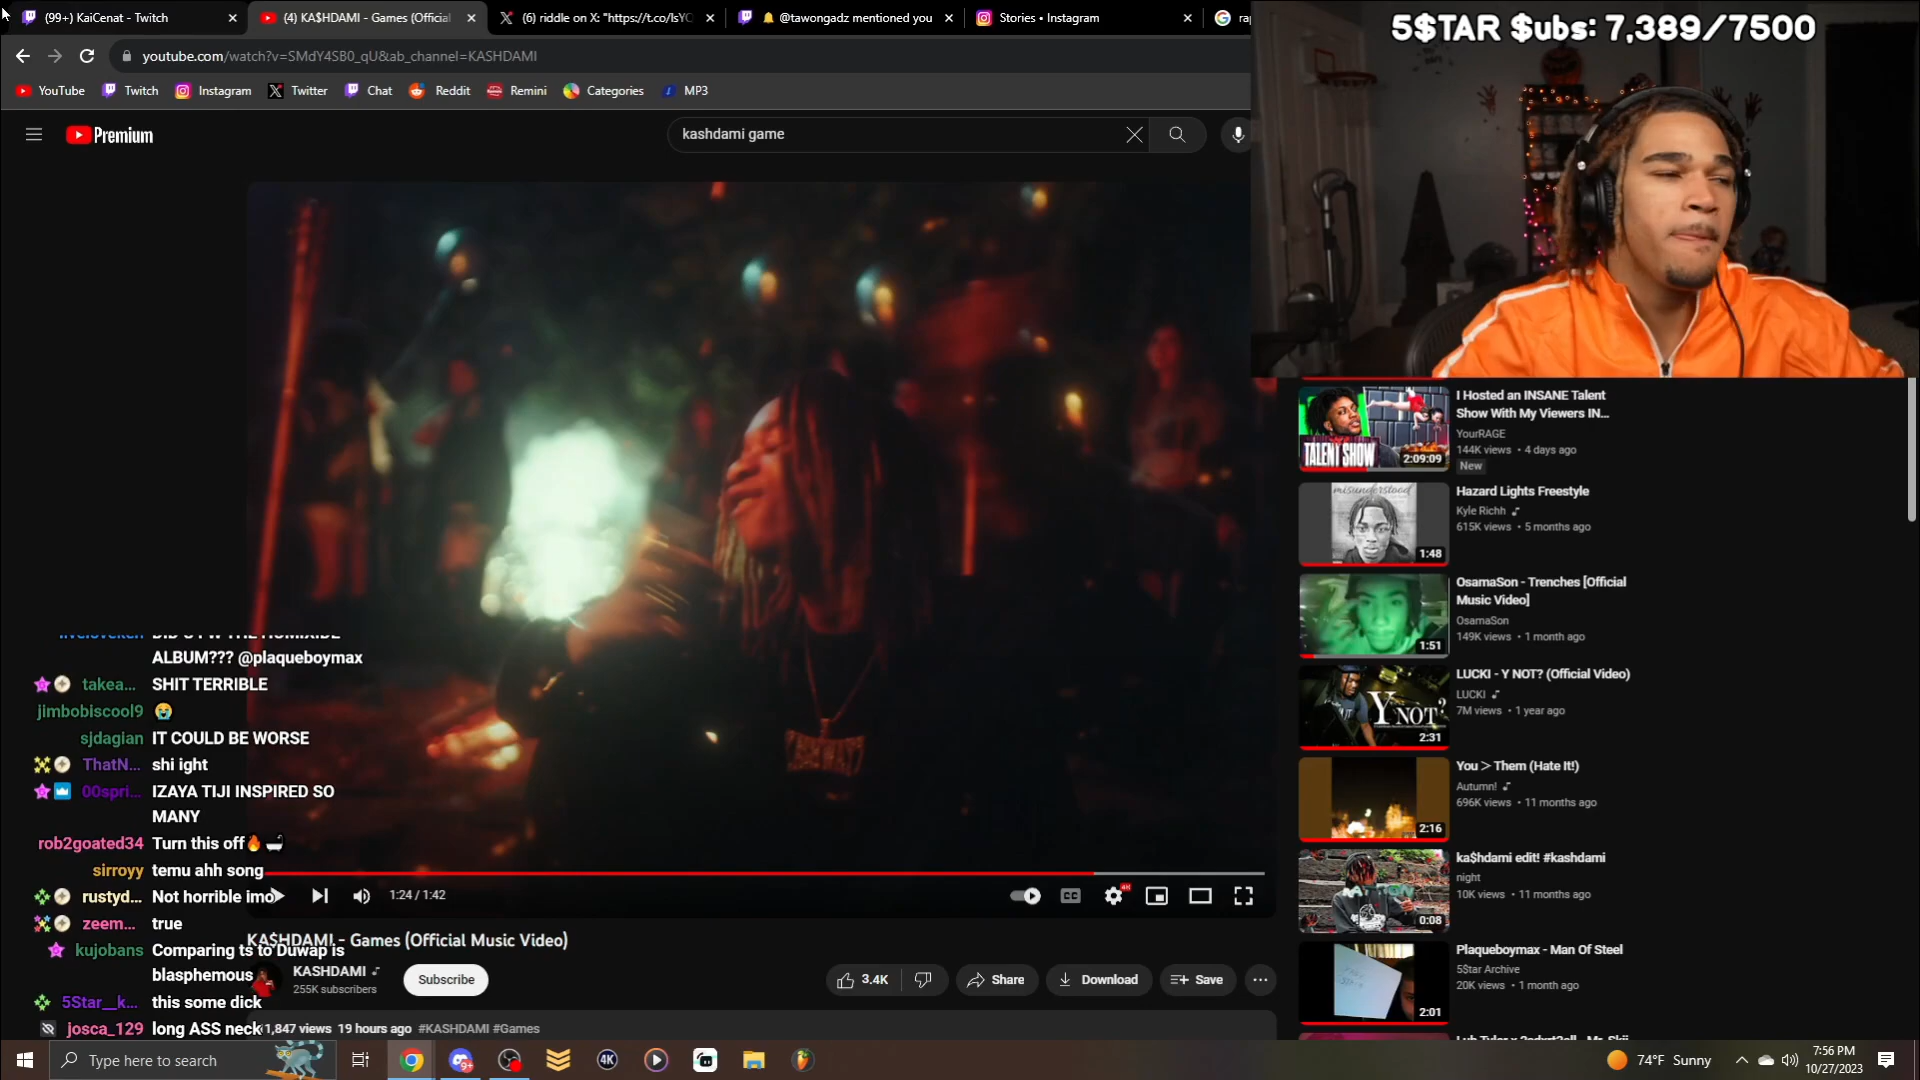 (99+) KaiCenat - Twitch
(4) KA$HDAMI - Games (Official
(6) riddle on X: "https://t.co/IsYC
@tawongadz mentioned you
Stories • Instagram
5$TAR $ubs: 7,389/7500
youtube.com/watch?v=SMdY4SB0_qU&ab_channel=KASHDAMI
YouTube
Twitch
Instagram
Twitter
Chat
Reddit
Remini
Categories
MP3
Premium
kashdami game
I Hosted an INSANE Talent
Show With My Viewers IN...
YourRAGE
144K views • 4 days ago
New
TALENT SHOW
2:09:09
Hazard Lights Freestyle
Kyle Richh
615K views • 5 months ago
misunderstood
1:48
OsamaSon - Trenches [Official
Music Video]
OsamaSon
149K views • 1 month ago
1:51
LUCKI - Y NOT? (Official Video)
LUCKI
7M views • 1 year ago
Y NOT?
2:31
You > Them (Hate It!)
Autumn!
696K views • 11 months ago
2:16
ka$hdami edit! #kashdami
night
10K views • 11 months ago
0:08
Plaqueboymax - Man Of Steel
5$tar Archive
20K views • 1 month ago
2:01
ALBUM??? @plaqueboymax
takea... SHIT TERRIBLE
jimbobiscool9 😭
sjdagian IT COULD BE WORSE
ThatN... shi ight
00spri... IZAYA TIJI INSPIRED SO
MANY
rob2goated34 Turn this off🔥🛁
sirroyy temu ahh song
rustyd... Not horrible imo
zeem... true
kujobans Comparing ts to Duwap is
blasphemous
5Star__k... this some dick
josca_129 long ASS neck
1:24 / 1:42
CC
4K
KA$HDAMI - Games (Official Music Video)
KASHDAMI
255K subscribers
Subscribe
3.4K
Share
Download
Save
1,847 views 19 hours ago #KASHDAMI #Games
Type here to search
9+
4K
74°F Sunny
7:56 PM
10/27/2023